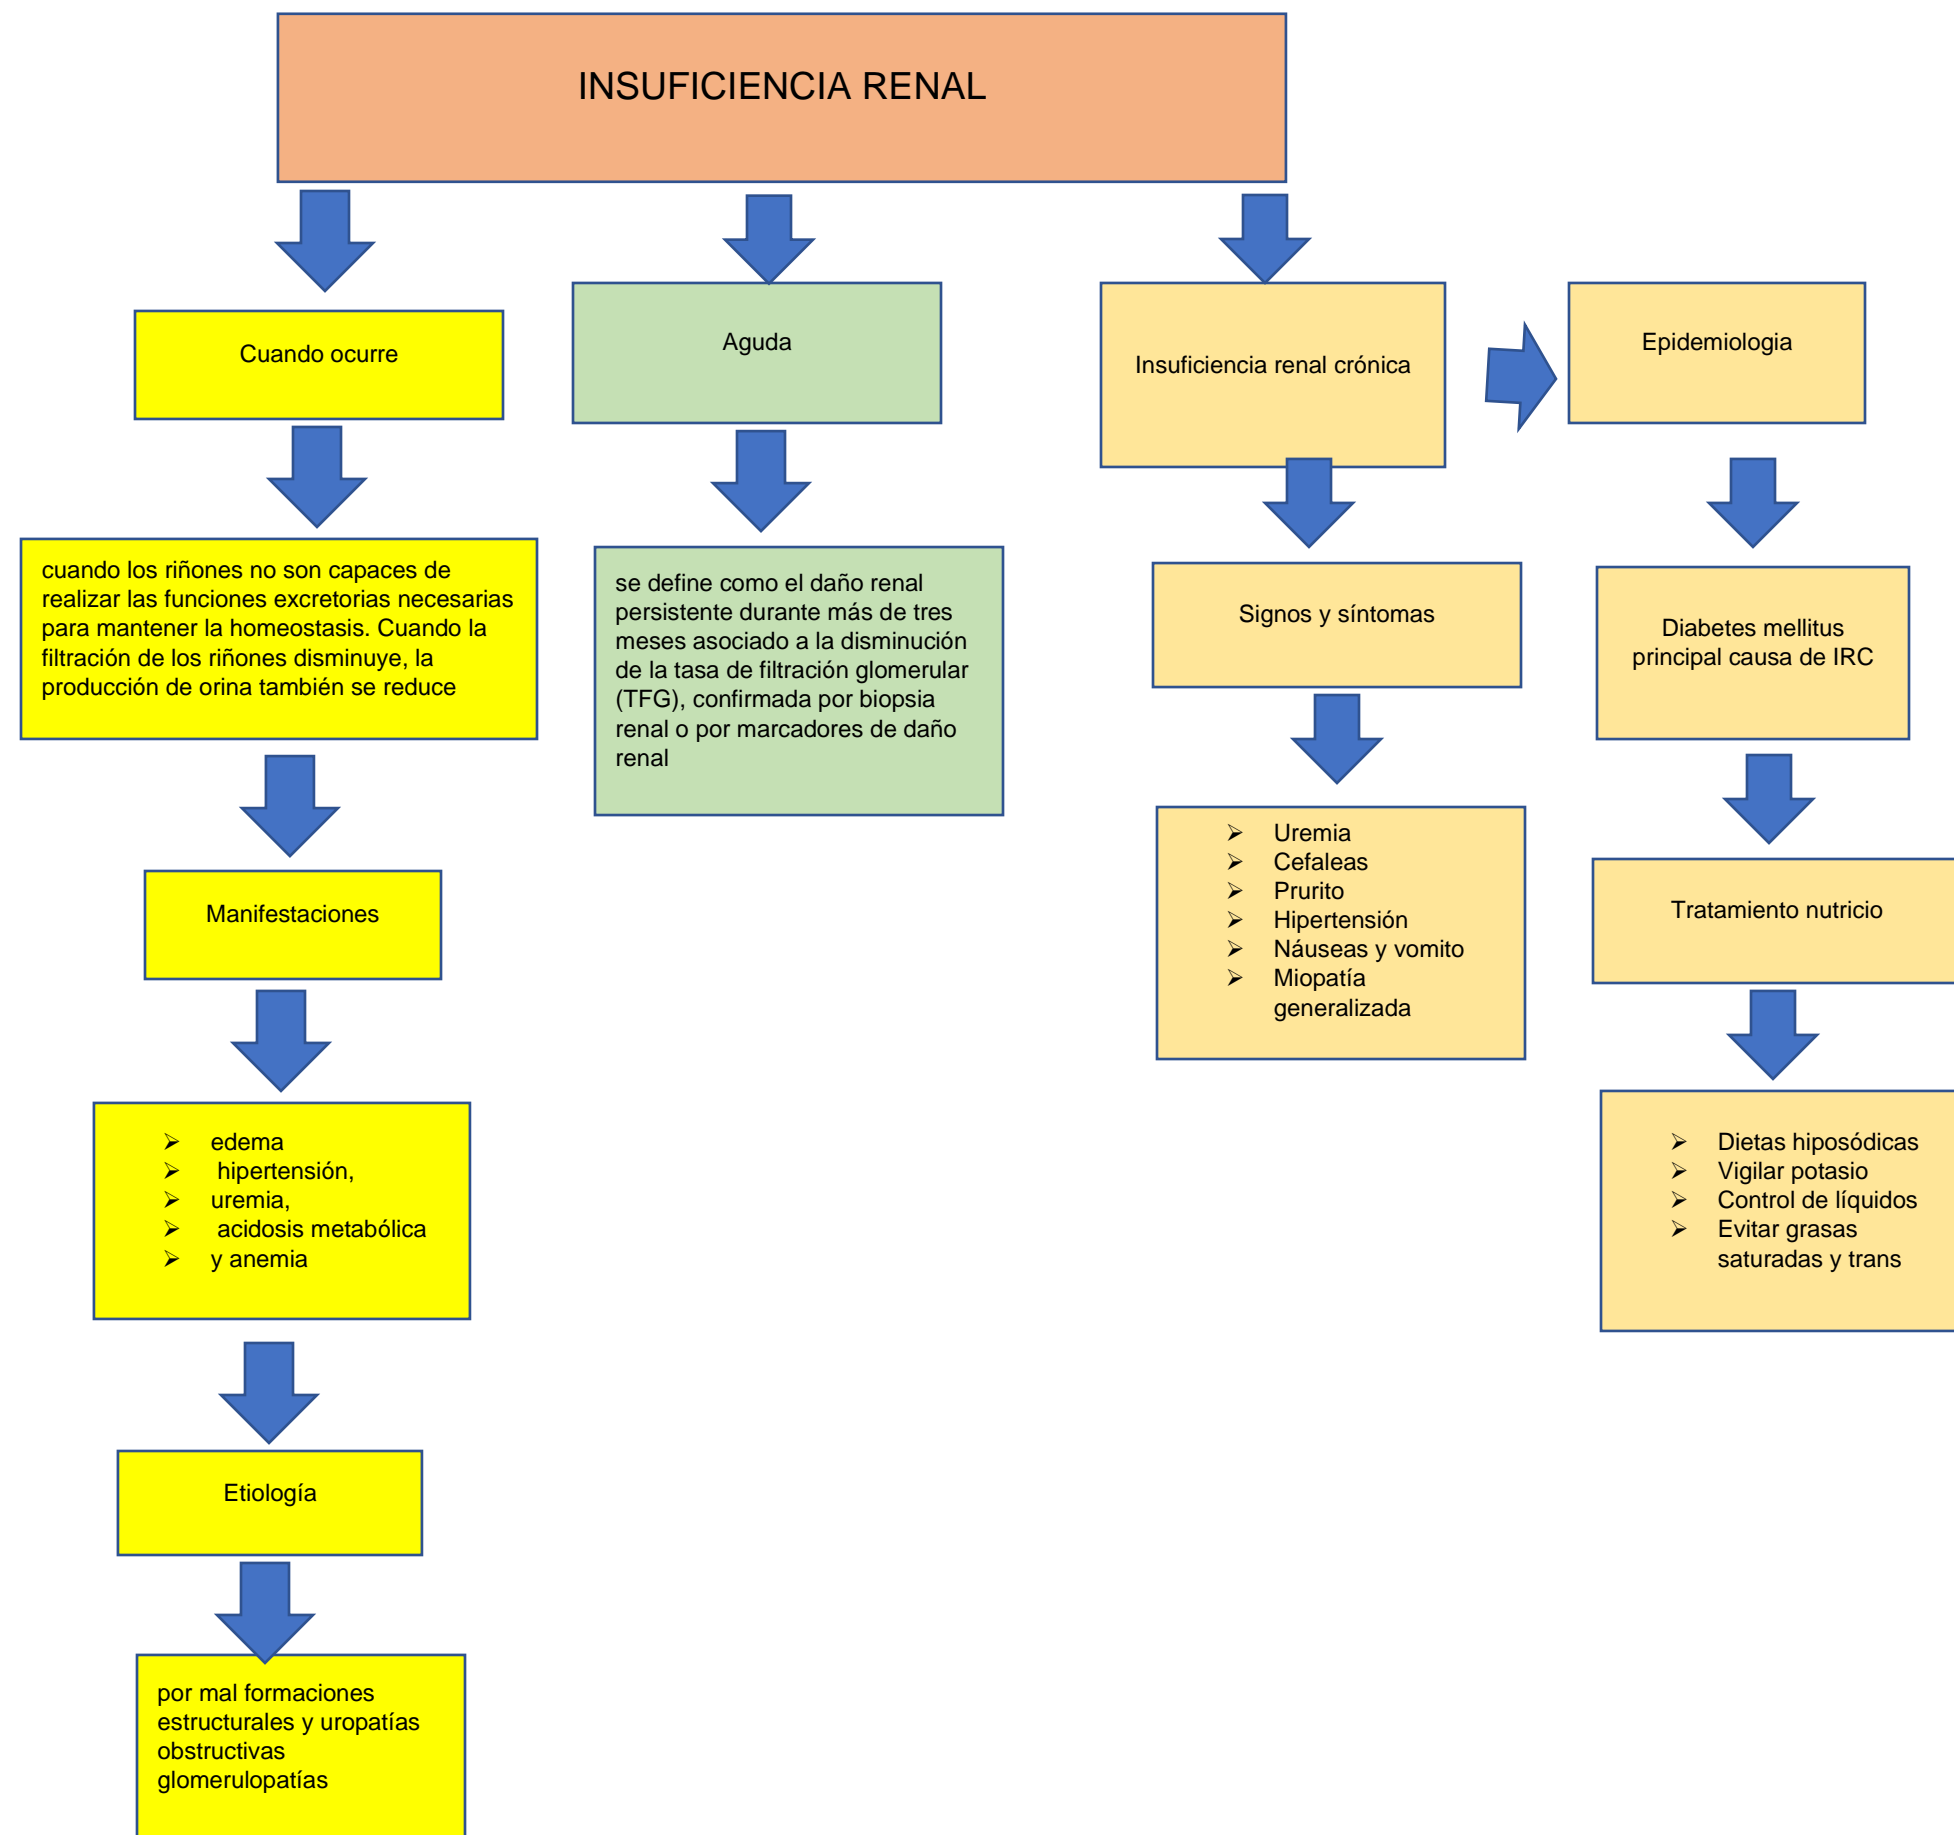 INSUFICIENCIA RENAL
Cuando ocurre
cuando los riñones no son capaces de
realizar las funciones excretorias necesarias
para mantener la homeostasis. Cuando la
filtración de los riñones disminuye, la
producción de orina también se reduce
Manifestaciones
➢ edema
➢ hipertensión,
➢ uremia,
➢ acidosis metabólica
➢ y anemia
Etiología
por mal formaciones
estructurales y uropatías
obstructivas
glomerulopatías
Aguda
se define como el daño renal
persistente durante más de tres
meses asociado a la disminución
de la tasa de filtración glomerular
(TFG), confirmada por biopsia
renal o por marcadores de daño
renal
Insuficiencia renal crónica
Signos y síntomas
➢ Uremia
➢ Cefaleas
➢ Prurito
➢ Hipertensión
➢ Náuseas y vomito
➢ Miopatía
generalizada
Epidemiologia
Diabetes mellitus
principal causa de IRC
Tratamiento nutricio
➢ Dietas hiposódicas
➢ Vigilar potasio
➢ Control de líquidos
➢ Evitar grasas
saturadas y trans